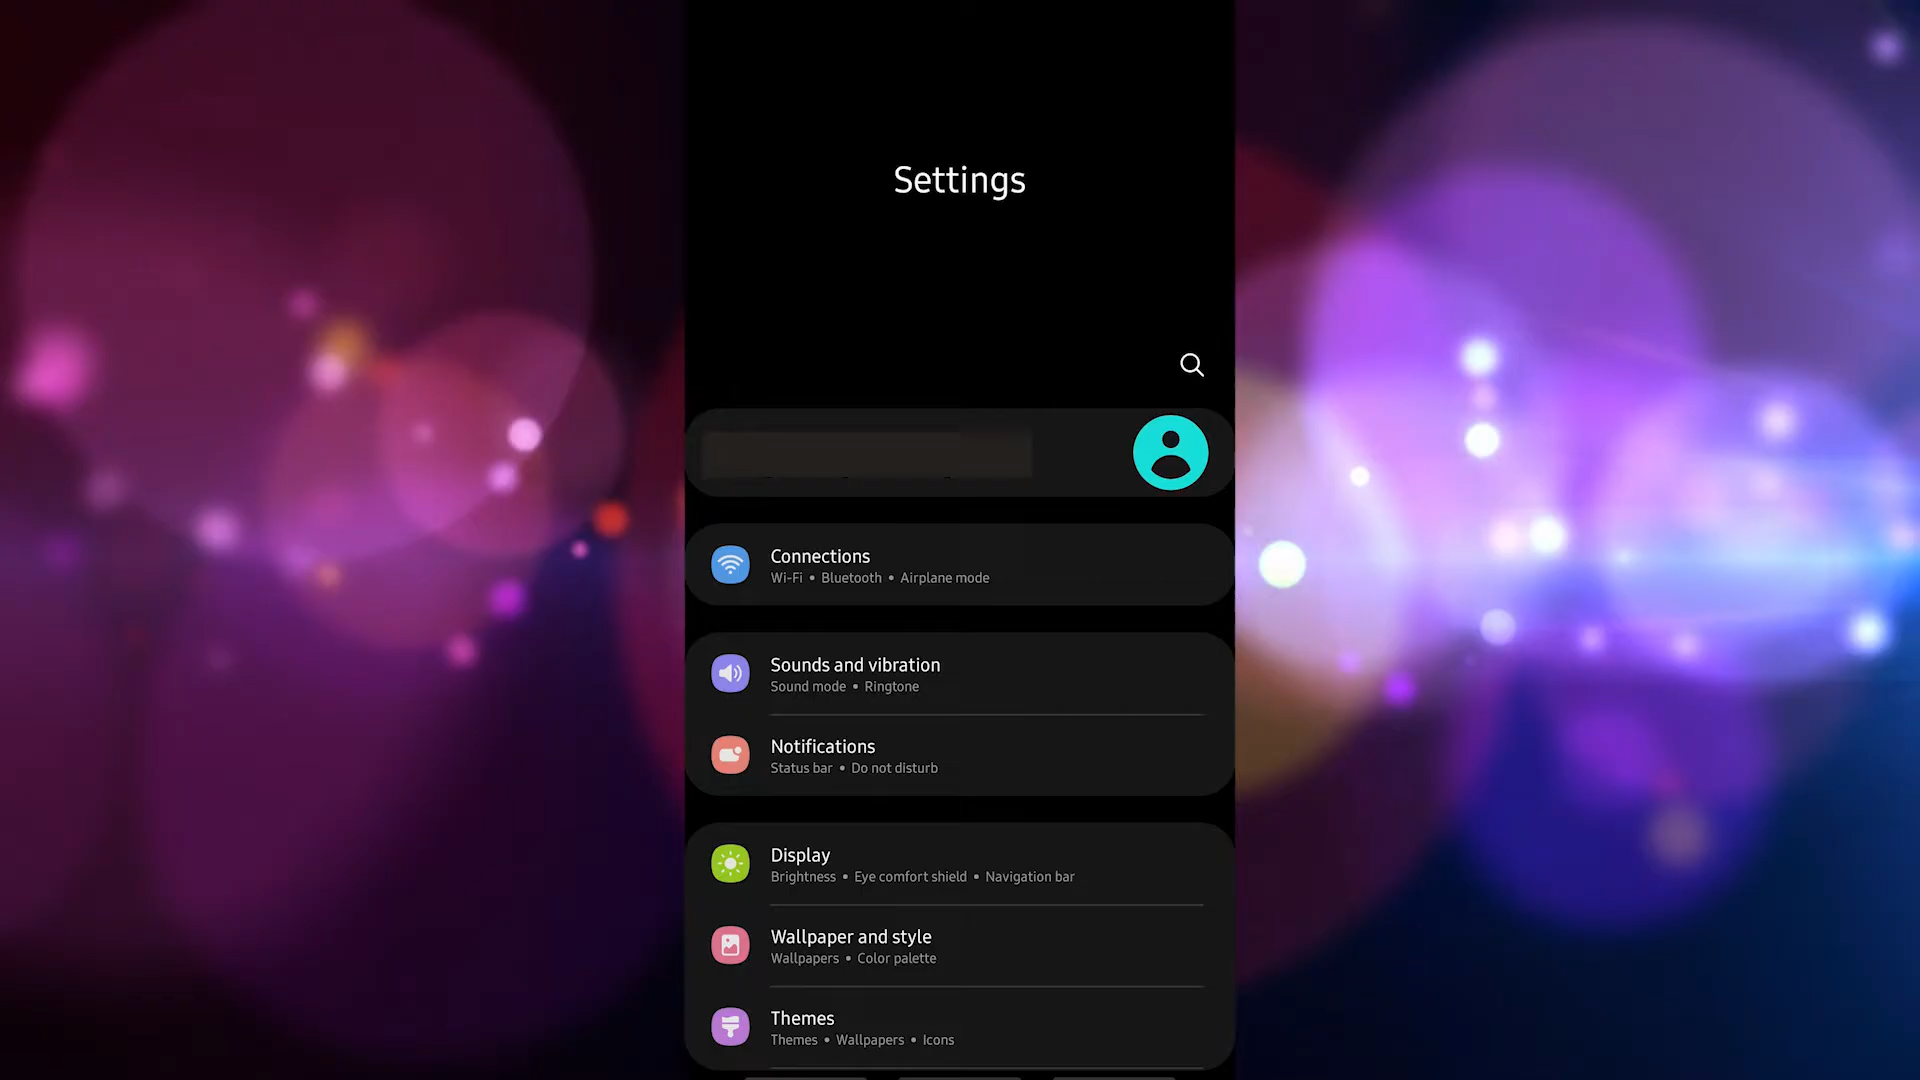 Settings
Connections
Wi-Fi • Bluetooth • Airplane mode
Sounds and vibration
Sound mode • Ringtone
Notifications
Status bar • Do not disturb
Display
Brightness • Eye comfort shield • Navigation bar
Wallpaper and style
Wallpapers • Color palette
Themes
Themes • Wallpapers • Icons